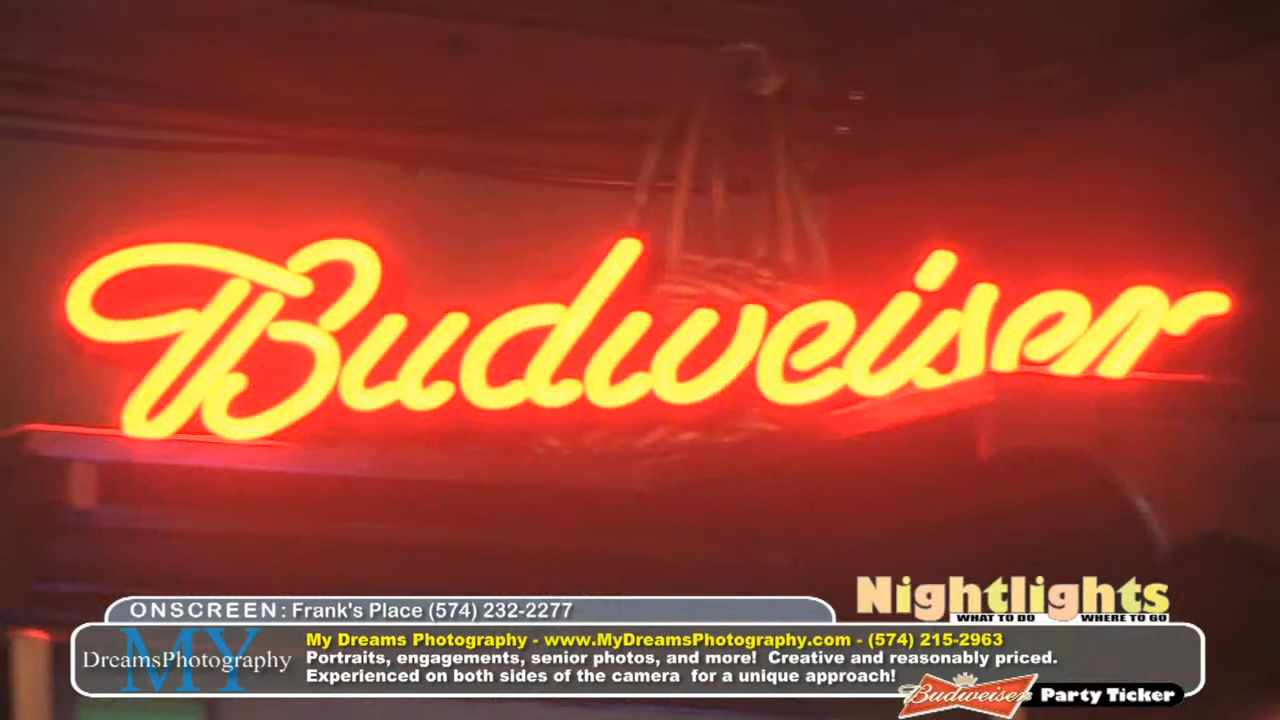 Budweiser
Nightlights
WHAT TO DO WHERE TO GO
ONSCREEN: Frank's Place (574) 232-2277
MY
DreamsPhotography
My Dreams Photography - www.MyDreamsPhotography.com - (574) 215-2963
Portraits, engagements, senior photos, and more! Creative and reasonably priced.
Experienced on both sides of the camera for a unique approach!
Budweiser Party Ticker